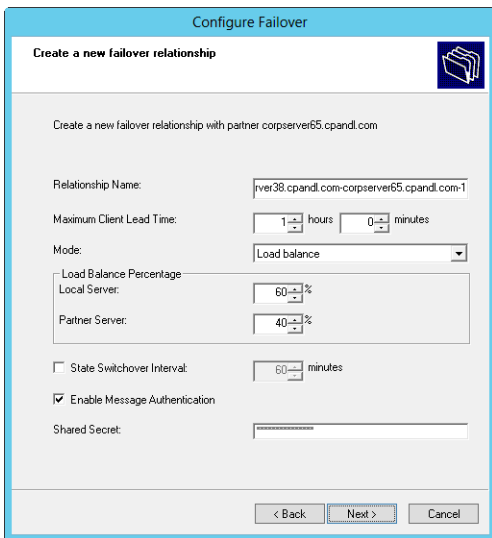 Configure Failover
Create a new failover relationship
Create a new failover relationship with partner corpserver65.cpandl.com
Relationship Name: rver38.cpandl.com-corpserver65.cpandl.com-1
Maximum Client Lead Time: 1 hours 0 minutes
Mode: Load balance
Load Balance Percentage
Local Server: 60 %
Partner Server: 40 %
State Switchover Interval: 60 minutes
Enable Message Authentication
Shared Secret: ***************
< Back Next > Cancel